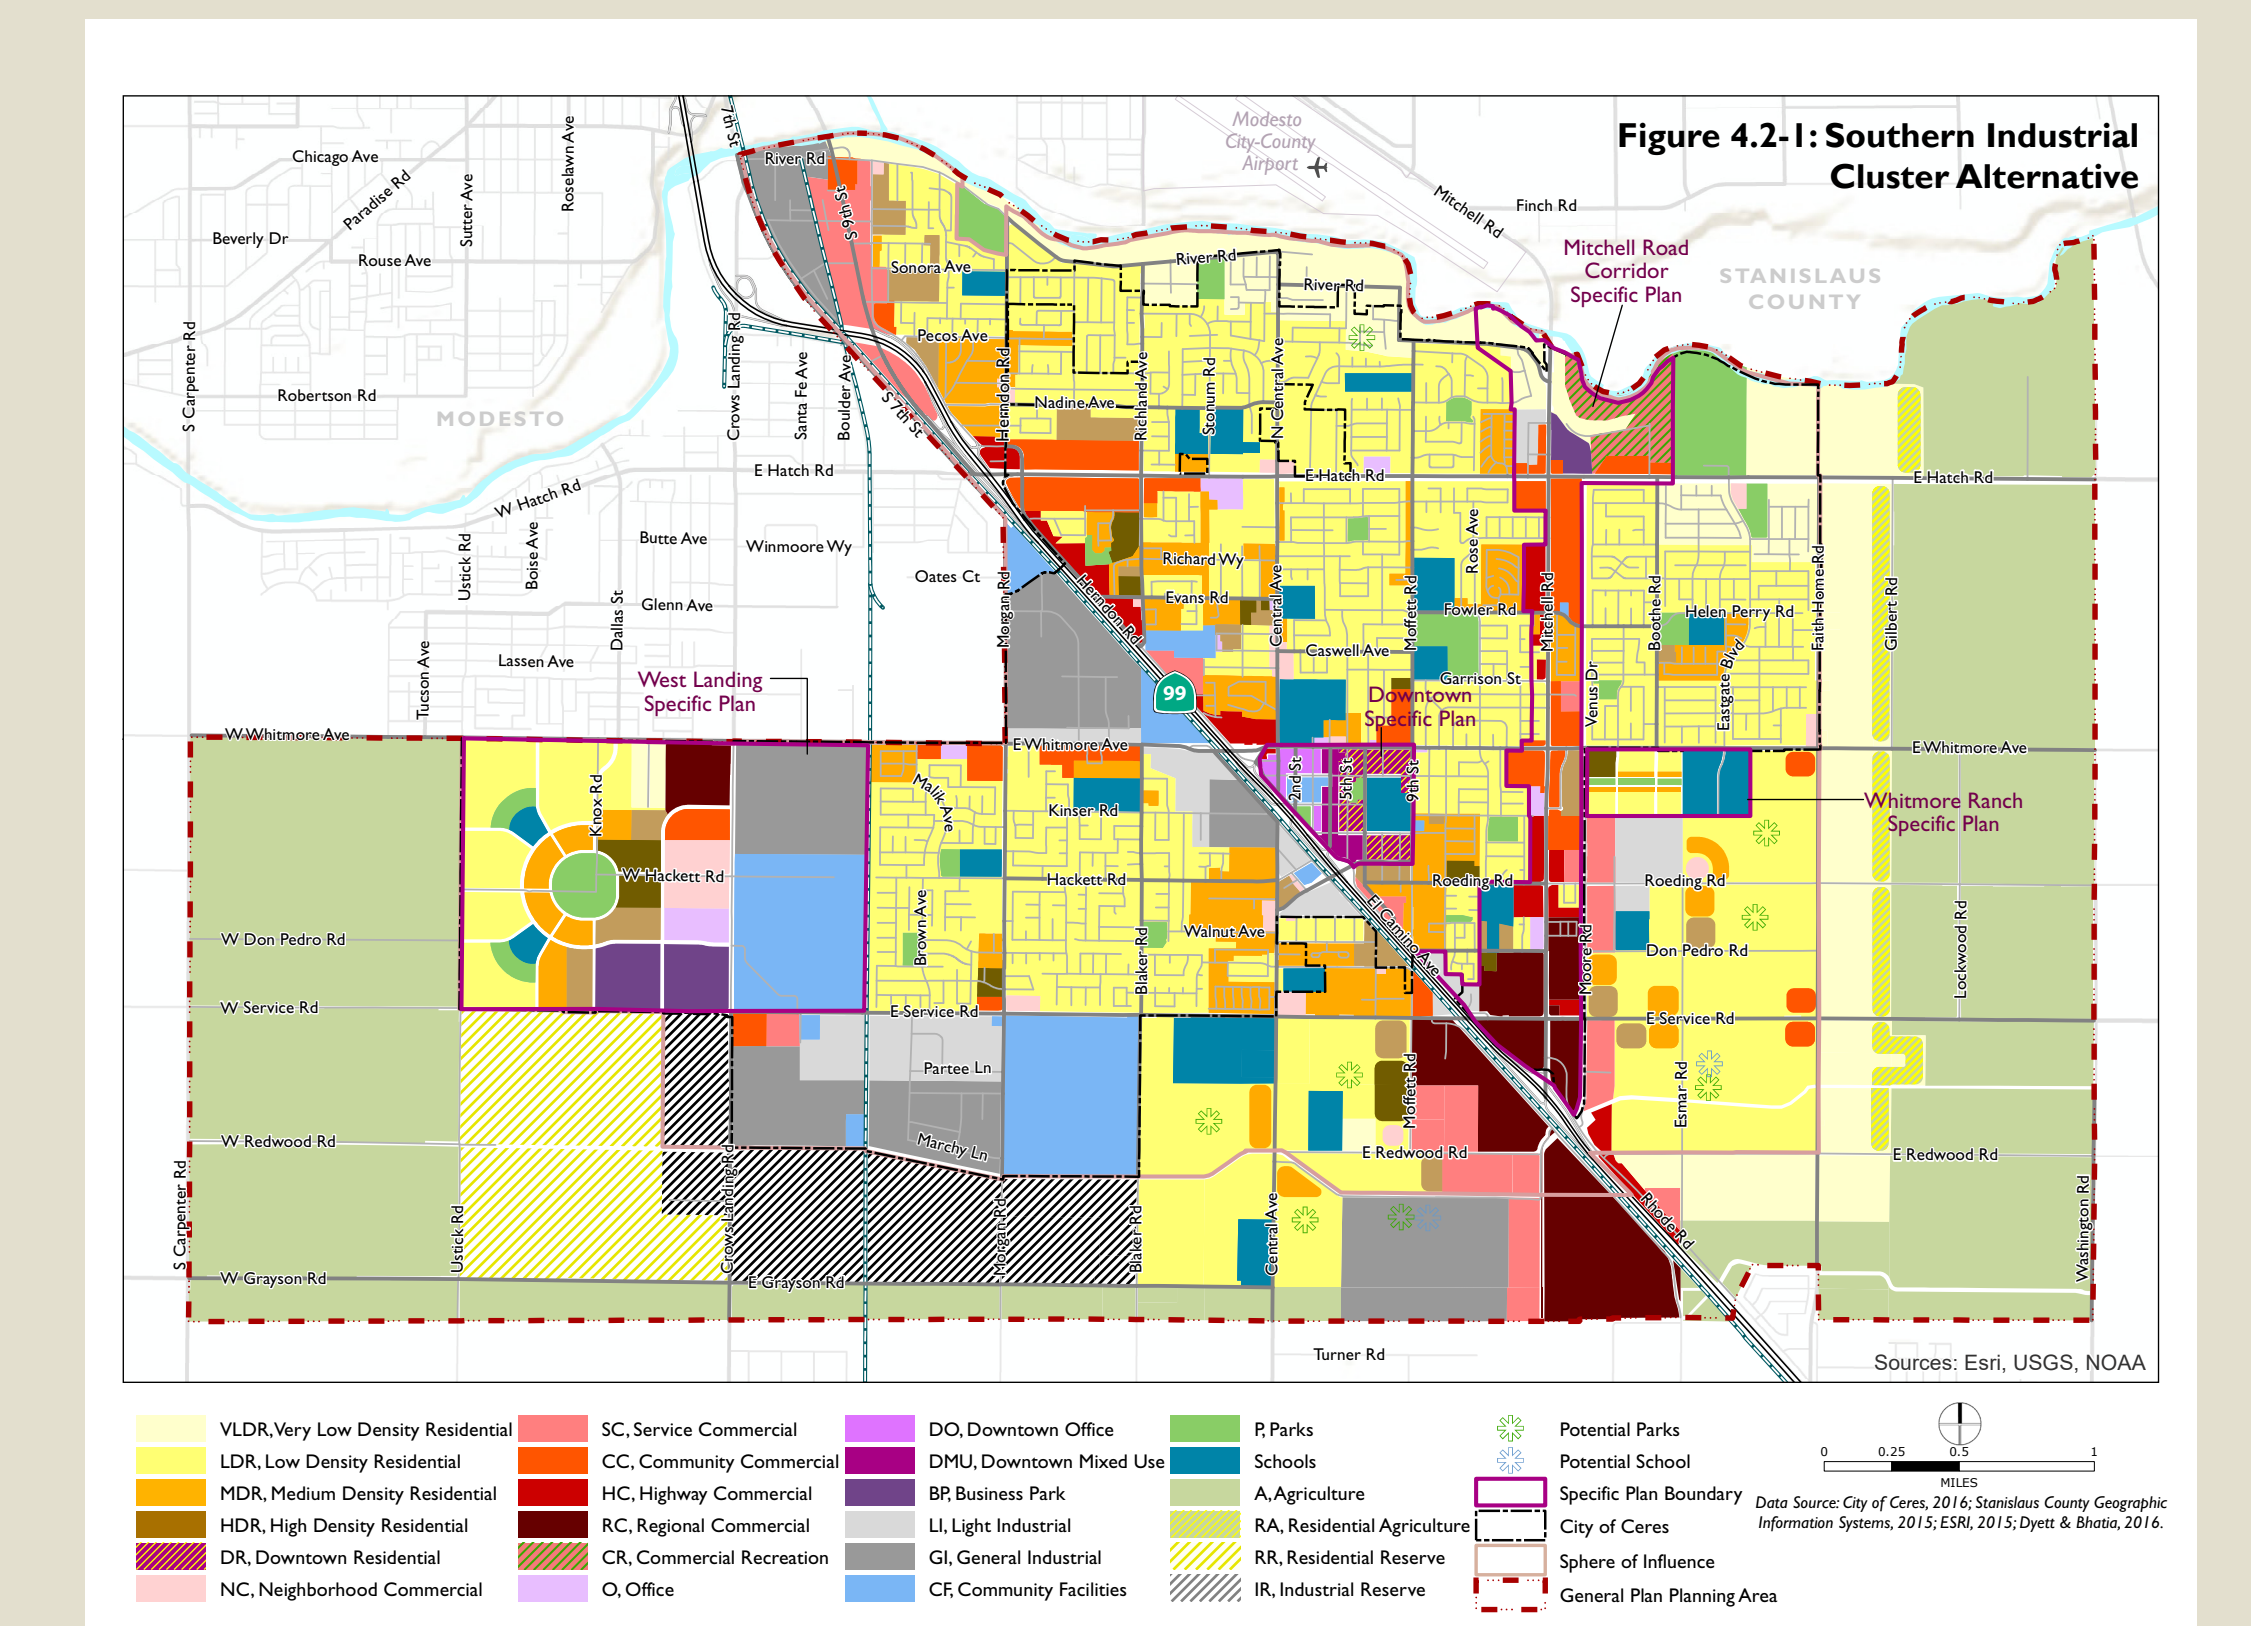 Figure 4.2-1: Southern Industrial
Cluster Alternative
Modesto
City-County
Airport
7th St
River Rd
Chicago Ave
Paradise Rd
Sutter Ave
Roselawn Ave
Beverly Dr
Rouse Ave
S 9th St
Mitchell Rd
Finch Rd
Mitchell Road
Corridor
Specific Plan
STANISLAUS
COUNTY
Sonora Ave
River Rd
River Rd
S Carpenter Rd
Robertson Rd
MODESTO
Crows Landing Rd
Santa Fe Ave
Boulder Ave
S 7th St
Pecos Ave
Herndon Rd
Nadine Ave
Richland Ave
Stonum Rd
N Central Ave
E Hatch Rd
E Hatch Rd
E Hatch Rd
W Hatch Rd
Ustick Rd
Boise Ave
Butte Ave
Winmoore Wy
Oates Ct
Glenn Ave
Dallas St
Lassen Ave
Tucson Ave
Morgan Rd
Herndon Rd
Richard Wy
Evans Rd
Central Ave
Moffett Rd
Rose Ave
Fowler Rd
Mitchell Rd
Caswell Ave
Garrison St
Venus Dr
Boothe Rd
Helen Perry Rd
Eastgate Blvd
Faith Home Rd
Gilbert Rd
West Landing
Specific Plan
99
Downtown
Specific Plan
W Whitmore Ave
E Whitmore Ave
E Whitmore Ave
Knox Rd
Malik Ave
Kinser Rd
2nd St
5th St
9th St
Whitmore Ranch
Specific Plan
W Hackett Rd
Hackett Rd
Roeding Rd
Roeding Rd
Brown Ave
Blaker Rd
Walnut Ave
El Camino Ave
Moore Rd
Don Pedro Rd
Lockwood Rd
W Don Pedro Rd
W Service Rd
E Service Rd
E Service Rd
Partee Ln
Marchy Ln
Moffett Rd
Esmar Rd
W Redwood Rd
E Redwood Rd
E Redwood Rd
S Carpenter Rd
Ustick Rd
Crows Landing Rd
Morgan Rd
Blaker Rd
Central Ave
Rhode Rd
Washington Rd
W Grayson Rd
E Grayson Rd
Turner Rd
Sources: Esri, USGS, NOAA
VLDR, Very Low Density Residential
LDR, Low Density Residential
MDR, Medium Density Residential
HDR, High Density Residential
DR, Downtown Residential
NC, Neighborhood Commercial
SC, Service Commercial
CC, Community Commercial
HC, Highway Commercial
RC, Regional Commercial
CR, Commercial Recreation
O, Office
DO, Downtown Office
DMU, Downtown Mixed Use
BP, Business Park
LI, Light Industrial
GI, General Industrial
CF, Community Facilities
P, Parks
Schools
A, Agriculture
RA, Residential Agriculture
RR, Residential Reserve
IR, Industrial Reserve
Potential Parks
Potential School
Specific Plan Boundary
City of Ceres
Sphere of Influence
General Plan Planning Area
0 0.25 0.5 1
MILES
Data Source: City of Ceres, 2016; Stanislaus County Geographic
Information Systems, 2015; ESRI, 2015; Dyett & Bhatia, 2016.